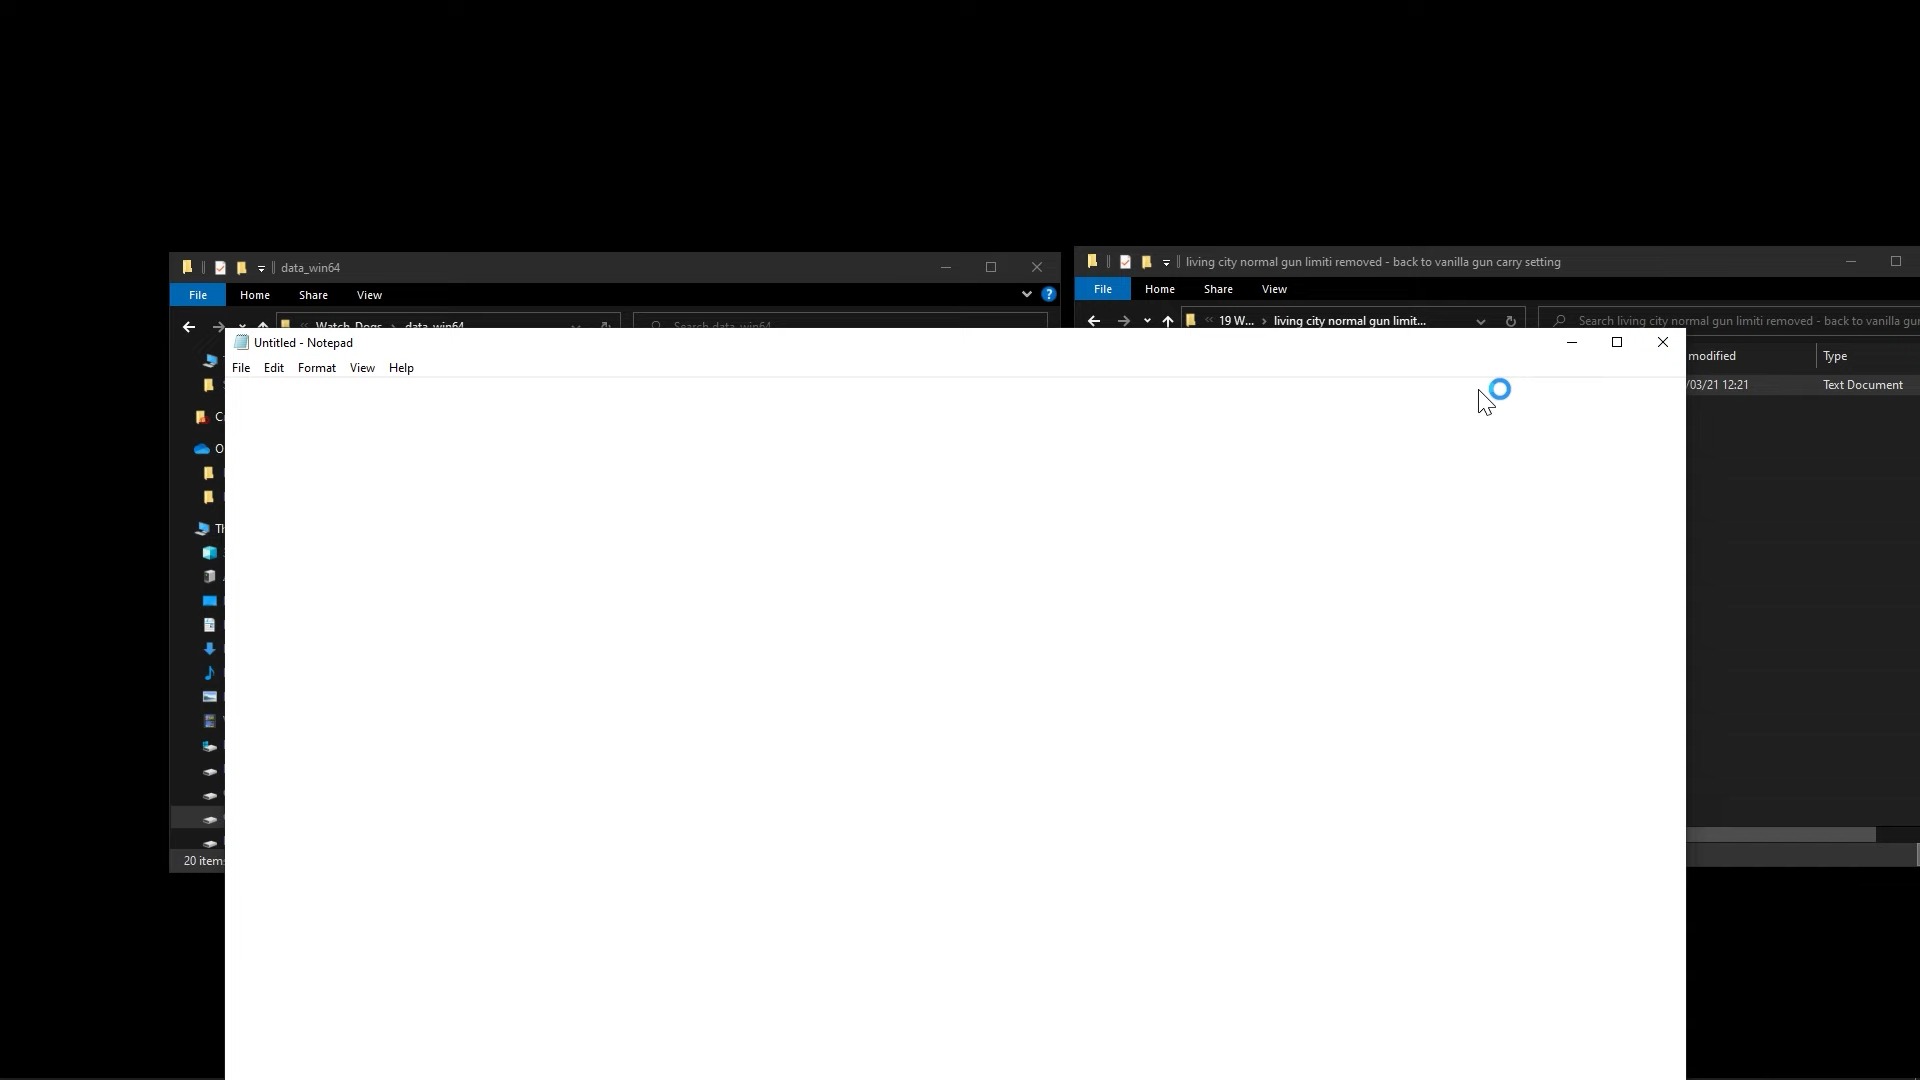 data_win64
File Home Share View
Watch_Dogs > data_win64
Search data_win64
living city normal gun limiti removed - back to vanilla gun carry setting
File Home Share View
19 W... > living city normal gun limit...
Search living city normal gun limiti removed - back to vanilla gu
Untitled - Notepad
File Edit Format View Help
modified Type
/03/21 12:21 Text Document
20 item